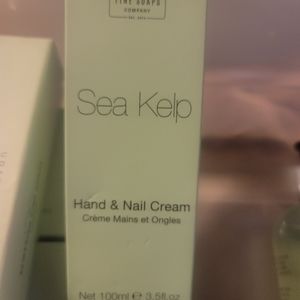 FINE SOAPS
COMPANY
Sea Kelp
Hand & Nail Cream
Crème Mains et Ongles
Net 100ml ℮ 3.5fl oz